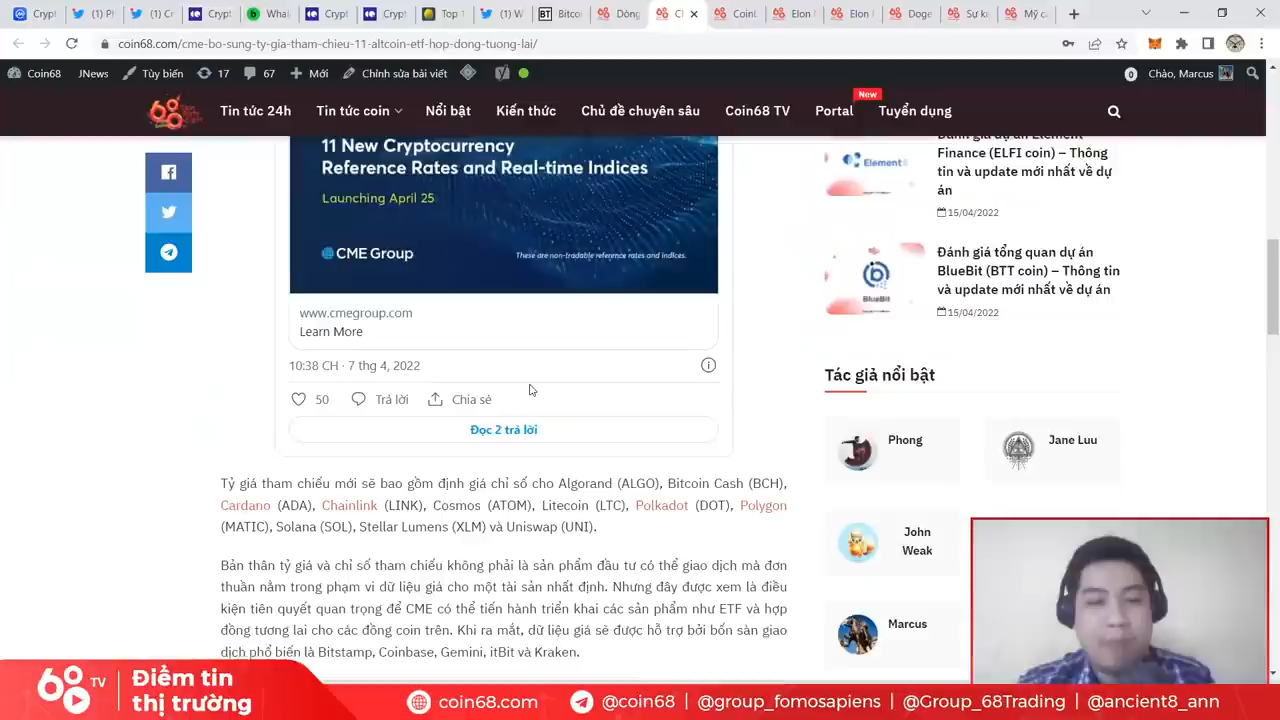 coin68.com/cme-bo-sung-ty-gia-tham-chieu-11-altcoin-etf-hop-dong-tuong-lai/
Coin68
JNews
Tùy biến
17
67
Mới
Chỉnh sửa bài viết
0
Chào, Marcus
68
Tin tức 24h
Tin tức coin
Nổi bật
Kiến thức
Chủ đề chuyên sâu
Coin68 TV
Portal
New
Tuyển dụng
11 New Cryptocurrency
Reference Rates and Real-time Indices
Launching April 25
CME Group
These are non-tradable reference rates and indices.
www.cmegroup.com
Learn More
10:38 CH · 7 thg 4, 2022
50
Trả lời
Chia sẻ
Đọc 2 trả lời
Tỷ giá tham chiếu mới sẽ bao gồm định giá chỉ số cho Algorand (ALGO), Bitcoin Cash (BCH),
Cardano (ADA), Chainlink (LINK), Cosmos (ATOM), Litecoin (LTC), Polkadot (DOT), Polygon
(MATIC), Solana (SOL), Stellar Lumens (XLM) và Uniswap (UNI).
Bản thân tỷ giá và chỉ số tham chiếu không phải là sản phẩm đầu tư có thể giao dịch mà đơn
thuần nằm trong phạm vi dữ liệu giá cho một tài sản nhất định. Nhưng đây được xem là điều
kiện tiên quyết quan trọng để CME có thể tiến hành triển khai các sản phẩm như ETF và hợp
đồng tương lai cho các đồng coin trên. Khi ra mắt, dữ liệu giá sẽ được hỗ trợ bởi bốn sàn giao
dịch phổ biến là Bitstamp, Coinbase, Gemini, itBit và Kraken.
Đánh giá dự án Element
Finance (ELFI coin) – Thông
tin và update mới nhất về dự
án
15/04/2022
Element
Đánh giá tổng quan dự án
BlueBit (BTT coin) – Thông tin
và update mới nhất về dự án
15/04/2022
BlueBit
Tác giả nổi bật
Phong
Jane Luu
John
Weak
Marcus
68 TV
Điểm tin
thị trường
coin68.com
@coin68 | @group_fomosapiens | @Group_68Trading | @ancient8_ann